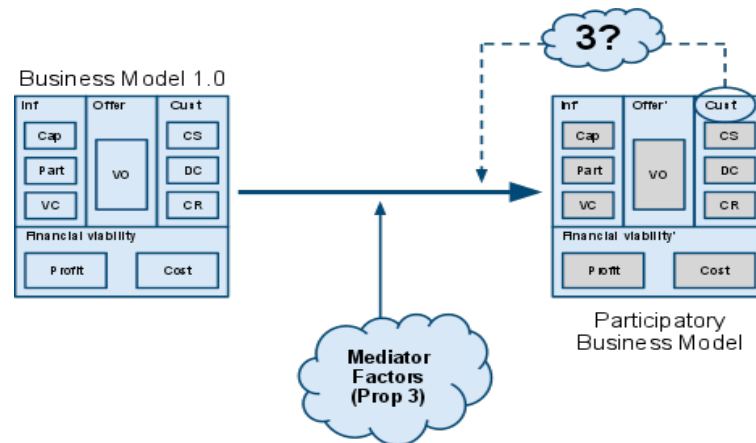 3?
Business Model 1.0
Inf Offer Cust
Cap CS
Part VO DC
VC CR
Financial viability
Profit Cost
Inf' Offer' Cust
Cap CS
Part VO DC
VC CR
Financial viability'
Profit Cost
Participatory
Business Model
Mediator
Factors
(Prop 3)